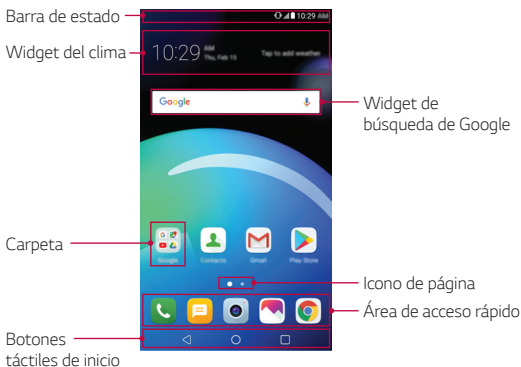 Barra de estado
10:29 AM
Widget del clima
10:29 AM
Thu, Feb 15
Tap to add weather
Google
Widget de
búsqueda de Google
Carpeta
Google
Contacts
Gmail
Play Store
Icono de página
Área de acceso rápido
Botones
táctiles de inicio